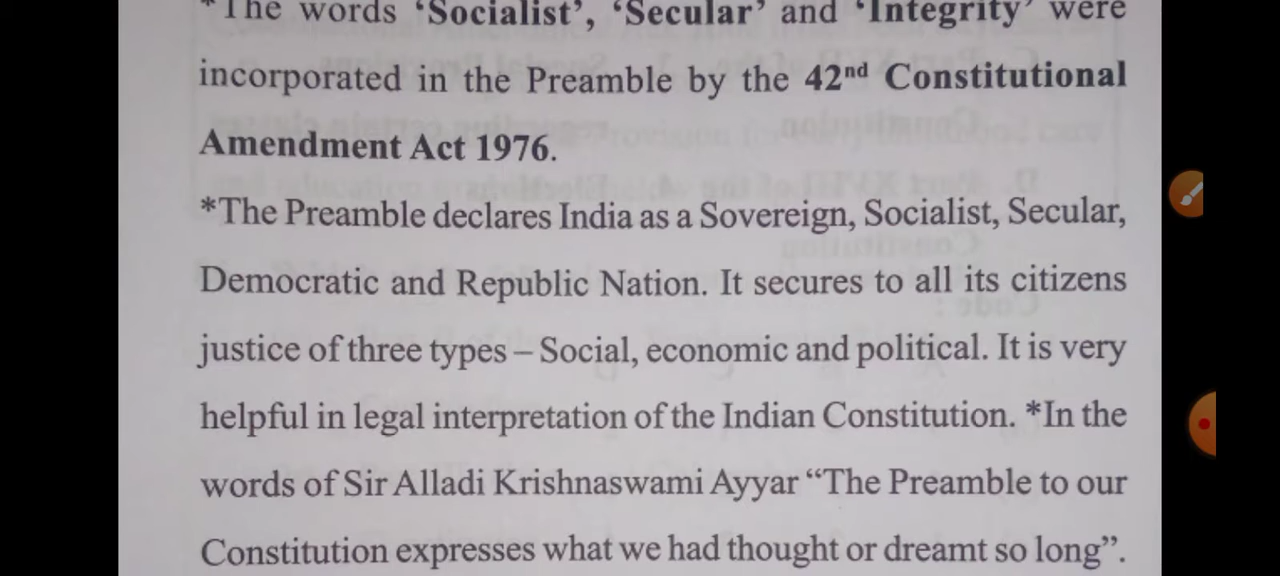 *The words ‘Socialist’, ‘Secular’ and ‘Integrity’ were
incorporated in the Preamble by the 42nd Constitutional
Amendment Act 1976.
*The Preamble declares India as a Sovereign, Socialist, Secular,
Democratic and Republic Nation. It secures to all its citizens
justice of three types – Social, economic and political. It is very
helpful in legal interpretation of the Indian Constitution. *In the
words of Sir Alladi Krishnaswami Ayyar “The Preamble to our
Constitution expresses what we had thought or dreamt so long”.